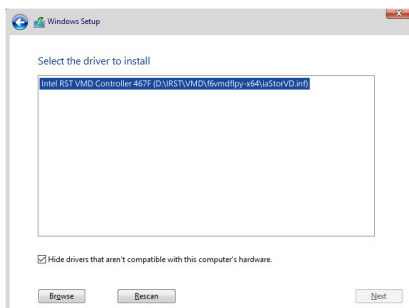 Windows Setup
Select the driver to install
Intel RST VMD Controller 467F (D:\IRST\VMD\f6vmdflpy-x64\iaStorVD.inf)
Hide drivers that aren't compatible with this computer's hardware.
Browse Rescan Next